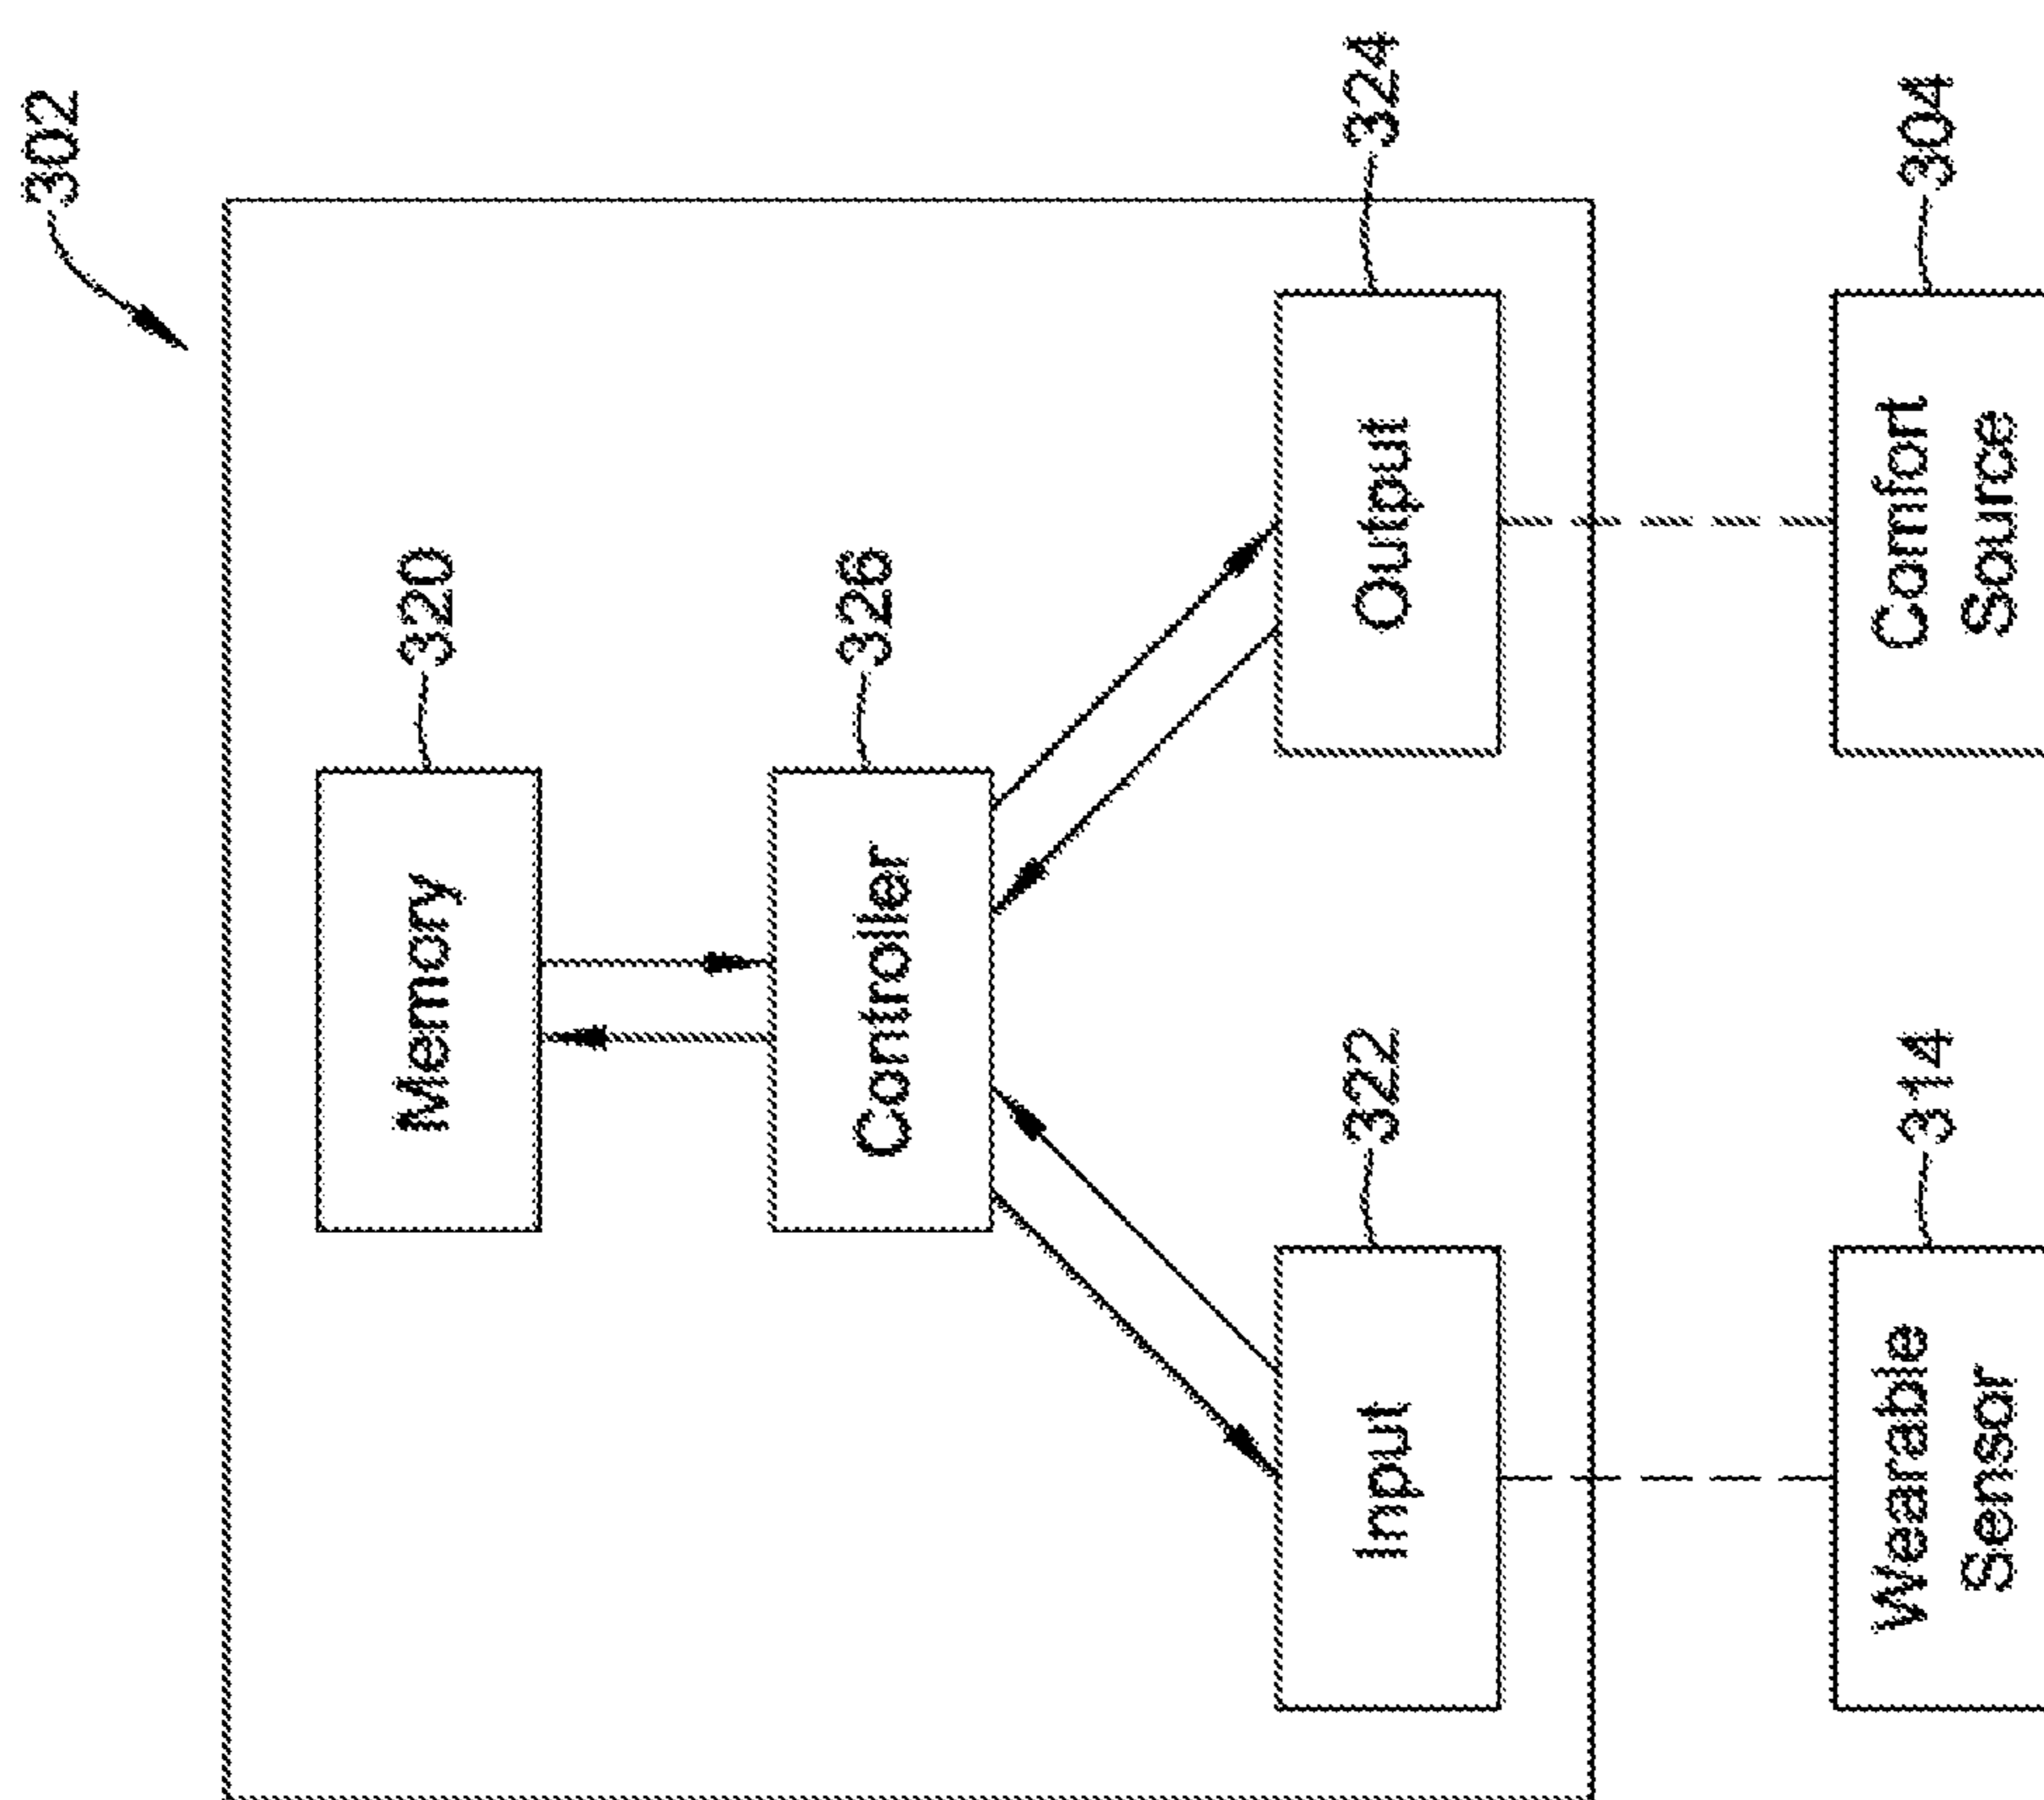 302
Memory
320
Controller
326
Input
322
Output
324
Wearable
Sensor
314
Comfort
Source
304